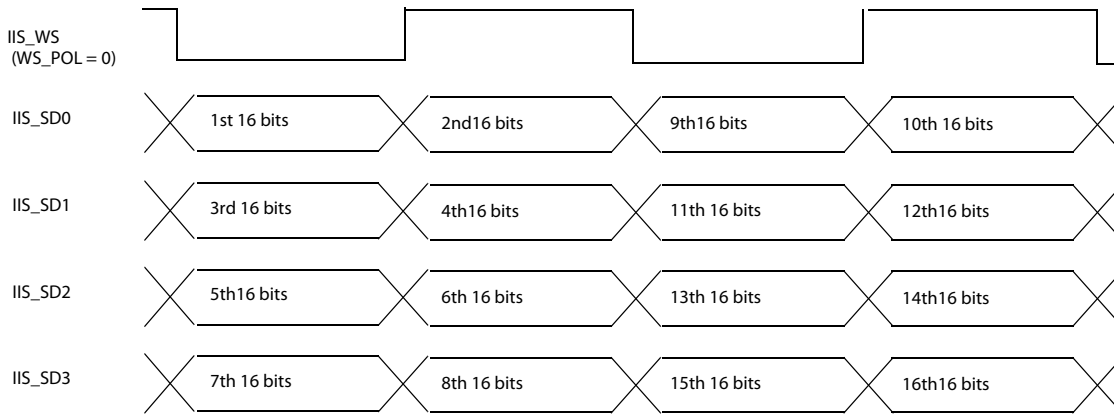 IIS_WS
(WS_POL = 0)
IIS_SD0
1st 16 bits
2nd16 bits
9th16 bits
10th 16 bits
IIS_SD1
3rd 16 bits
4th16 bits
11th 16 bits
12th16 bits
IIS_SD2
5th16 bits
6th 16 bits
13th 16 bits
14th16 bits
IIS_SD3
7th 16 bits
8th 16 bits
15th 16 bits
16th16 bits